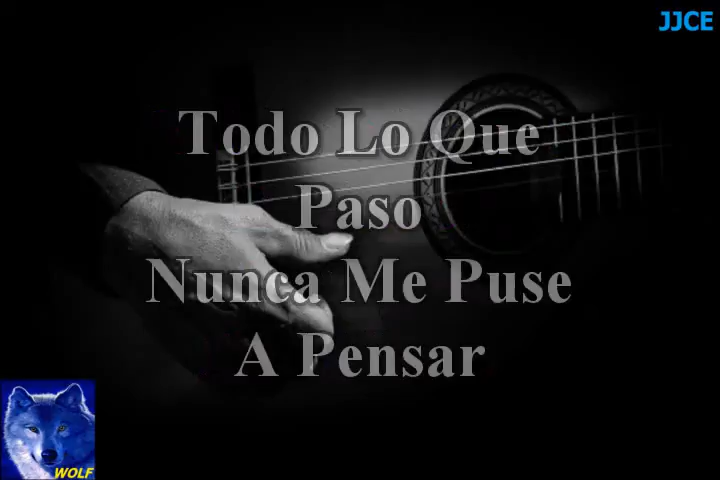 JJCE
Todo Lo Que
Paso
Nunca Me Puse
A Pensar
WOLF